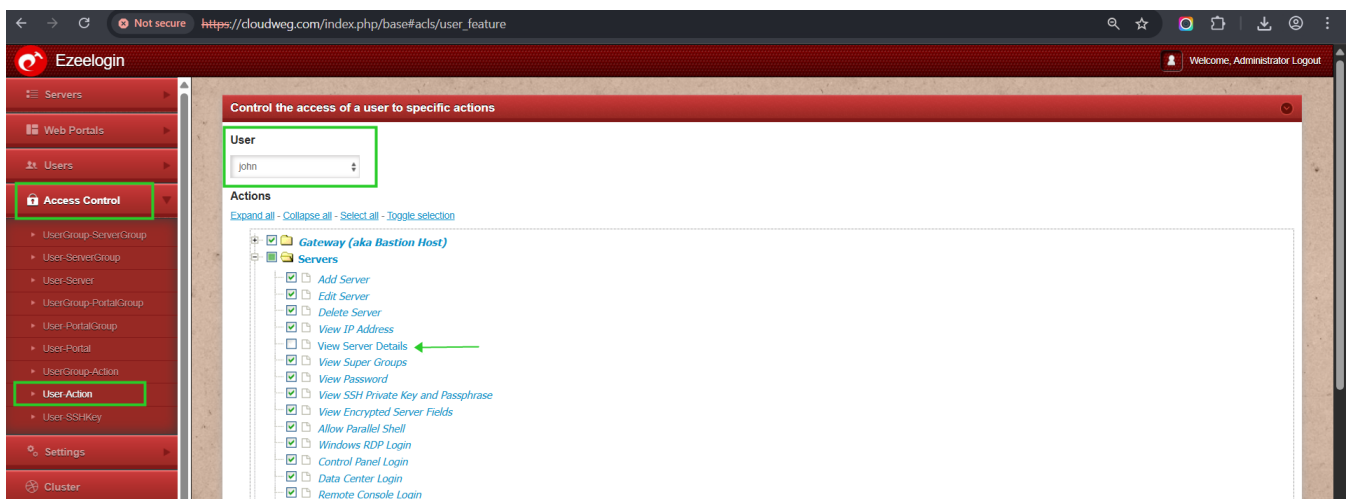 Not secure https://cloudweg.com/index.php/base#acls/user_feature
Ezeelogin
Welcome, Administrator Logout
Servers
Web Portals
Users
Access Control
UserGroup-ServerGroup
User-ServerGroup
User-Server
UserGroup-PortalGroup
User-PortalGroup
User-Portal
UserGroup-Action
User-Action
User-SSHKey
Settings
Cluster
Control the access of a user to specific actions
User
john
Actions
Expand all - Collapse all - Select all - Toggle selection
Gateway (aka Bastion Host)
Servers
Add Server
Edit Server
Delete Server
View IP Address
View Server Details
View Super Groups
View Password
View SSH Private Key and Passphrase
View Encrypted Server Fields
Allow Parallel Shell
Windows RDP Login
Control Panel Login
Data Center Login
Remote Console Login